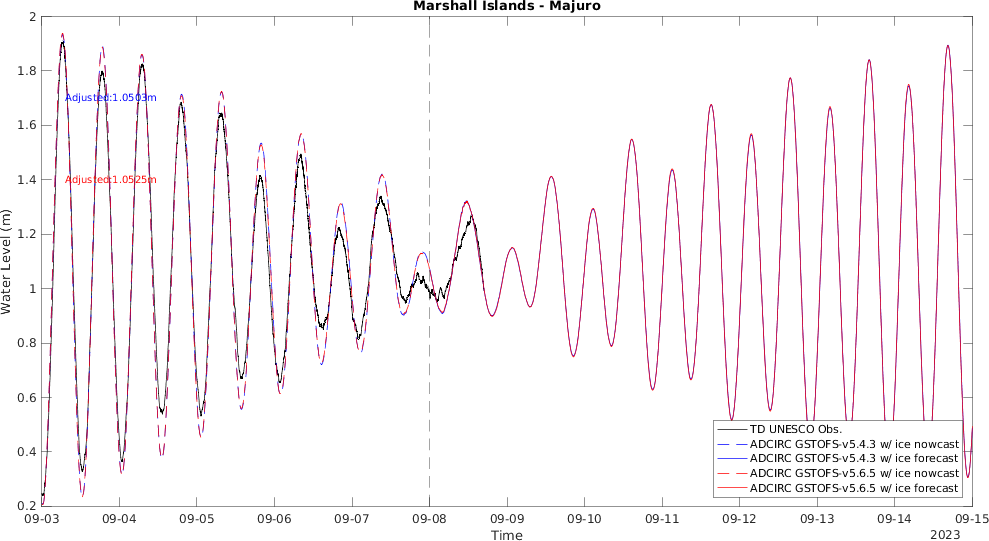 Marshall Islands - Majuro
2
1.8
1.6
1.4
1.2
1
0.8
0.6
0.4
0.2
Water Level (m)
Adjusted:1.0503m
Adjusted:1.0525m
TD UNESCO Obs.
ADCIRC GSTOFS-v5.4.3 w/ ice nowcast
ADCIRC GSTOFS-v5.4.3 w/ ice forecast
ADCIRC GSTOFS-v5.6.5 w/ ice nowcast
ADCIRC GSTOFS-v5.6.5 w/ ice forecast
09-03 09-04 09-05 09-06 09-07 09-08 09-09 09-10 09-11 09-12 09-13 09-14 09-15
Time
2023